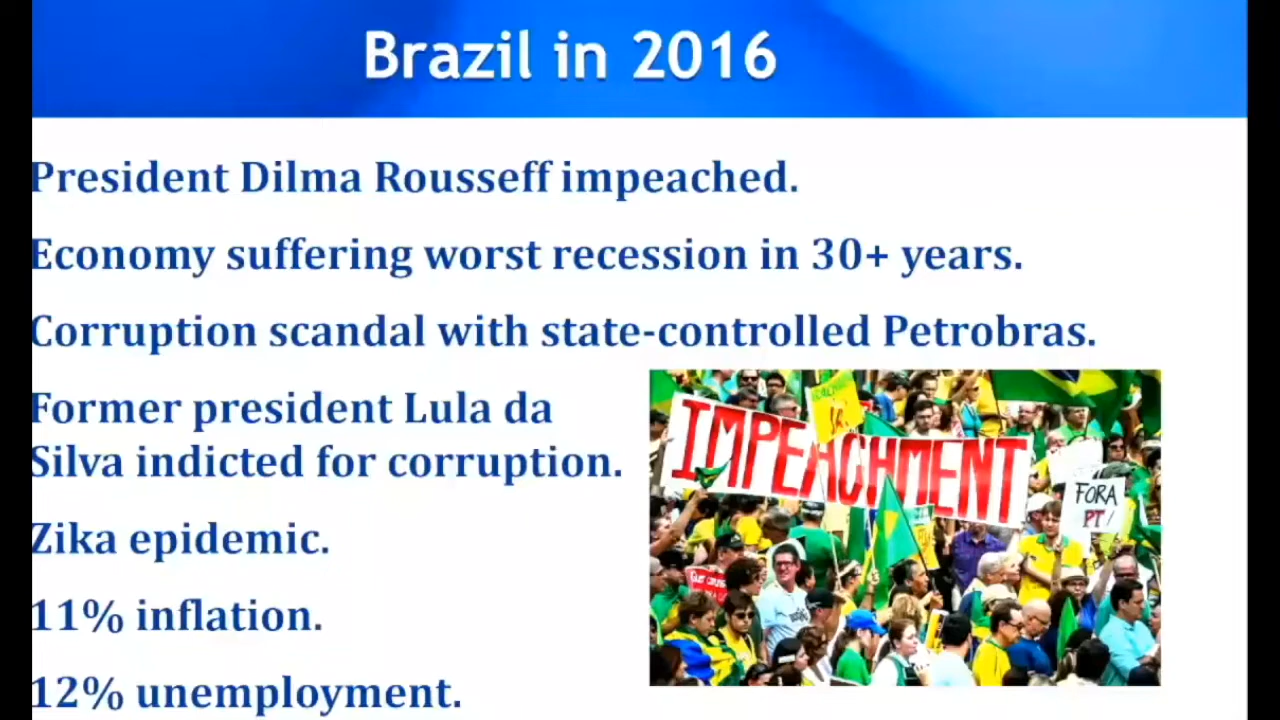 Brazil in 2016
President Dilma Rousseff impeached.
Economy suffering worst recession in 30+ years.
Corruption scandal with state-controlled Petrobras.
Former president Lula da
Silva indicted for corruption.
IMPEACHMENT
FORA
PT!
Zika epidemic.
11% inflation.
12% unemployment.